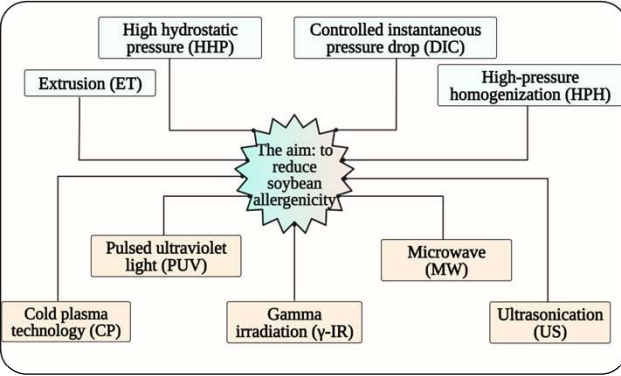 High hydrostatic
pressure (HHP)
Controlled instantaneous
pressure drop (DIC)
Extrusion (ET)
High-pressure
homogenization (HPH)
The aim: to
reduce
soybean
allergenicity
Pulsed ultraviolet
light (PUV)
Microwave
(MW)
Cold plasma
technology (CP)
Gamma
irradiation (γ-IR)
Ultrasonication
(US)